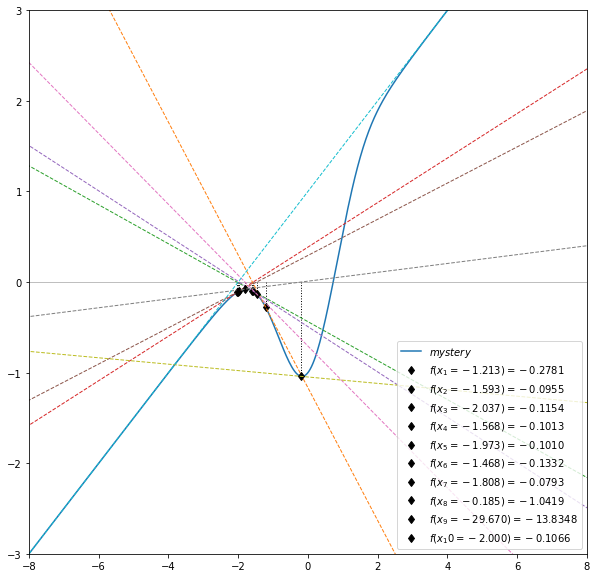 3
2
1
0
−1
−2
−3
−8
−6
−4
−2
0
2
4
6
8
mystery
f(x₁ = −1.213) = −0.2781
f(x₂ = −1.593) = −0.0955
f(x₃ = −2.037) = −0.1154
f(x₄ = −1.568) = −0.1013
f(x₅ = −1.973) = −0.1010
f(x₆ = −1.468) = −0.1332
f(x₇ = −1.808) = −0.0793
f(x₈ = −0.185) = −1.0419
f(x₉ = −29.670) = −13.8348
f(x₁0 = −2.000) = −0.1066